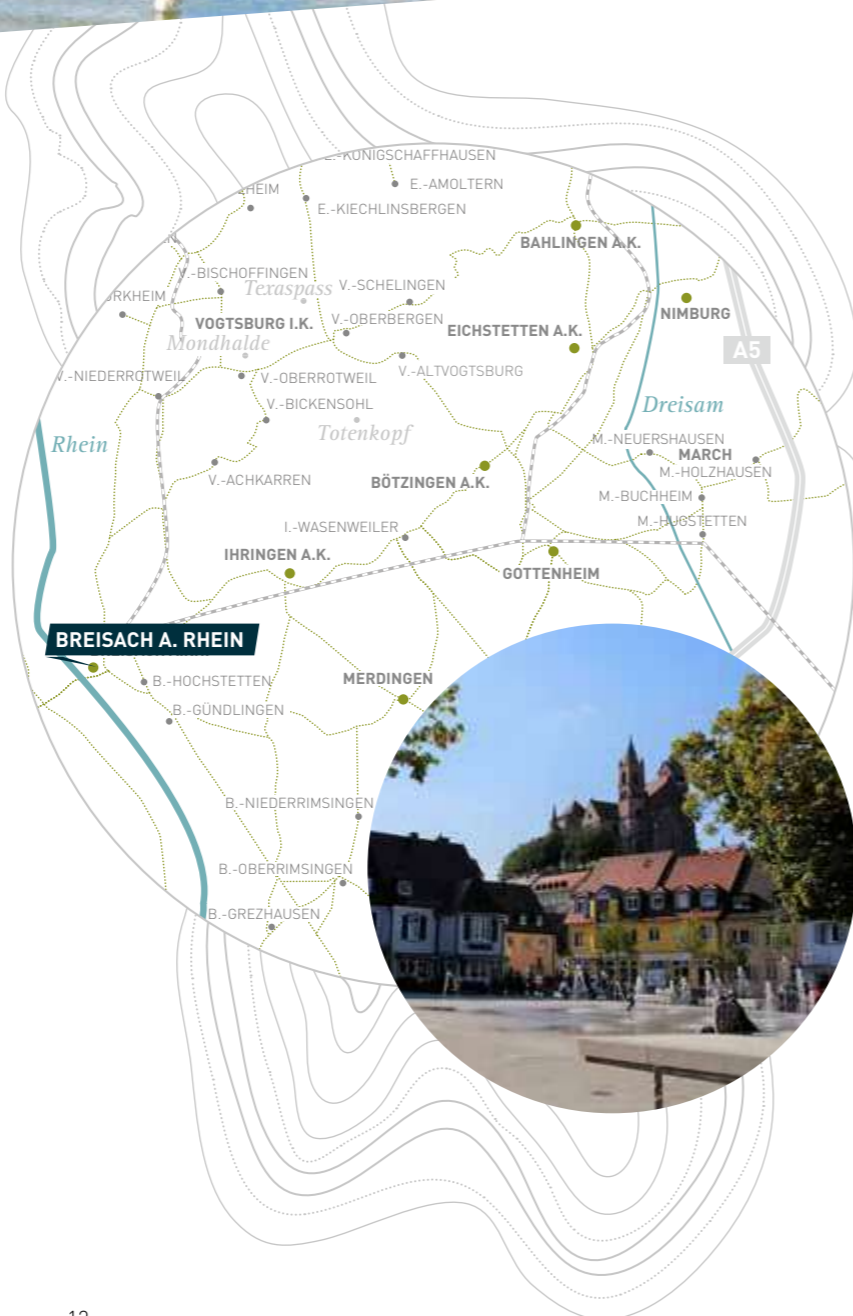 E.-KÖNIGSCHAFFHAUSEN
E.-AMOLTERN
E.-KIECHLINSBERGEN
BAHLINGEN A.K.
V.-BISCHOFFINGEN
Texaspass
V.-SCHELINGEN
NIMBURG
VOGTSBURG I.K.
V.-OBERBERGEN
EICHSTETTEN A.K.
Mondhalde
A5
V.-NIEDERROTWEIL
V.-OBERROTWEIL
V.-ALTVOGTSBURG
V.-BICKENSOHL
Dreisam
Rhein
Totenkopf
M.-NEUERSHAUSEN
MARCH
M.-HOLZHAUSEN
V.-ACHKARREN
BÖTZINGEN A.K.
M.-BUCHHEIM
I.-WASENWEILER
M.-HUGSTETTEN
IHRINGEN A.K.
GOTTENHEIM
BREISACH A. RHEIN
B.-HOCHSTETTEN
MERDINGEN
B.-GÜNDLINGEN
B.-NIEDERRIMSINGEN
B.-OBERRIMSINGEN
B.-GREZHAUSEN
12